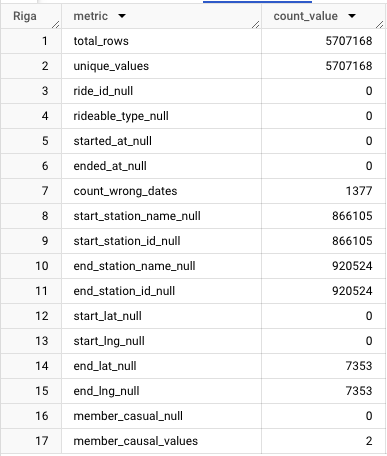 Riga metric count_value
1 total_rows 5707168
2 unique_values 5707168
3 ride_id_null 0
4 rideable_type_null 0
5 started_at_null 0
6 ended_at_null 0
7 count_wrong_dates 1377
8 start_station_name_null 866105
9 start_station_id_null 866105
10 end_station_name_null 920524
11 end_station_id_null 920524
12 start_lat_null 0
13 start_lng_null 0
14 end_lat_null 7353
15 end_lng_null 7353
16 member_casual_null 0
17 member_causal_values 2